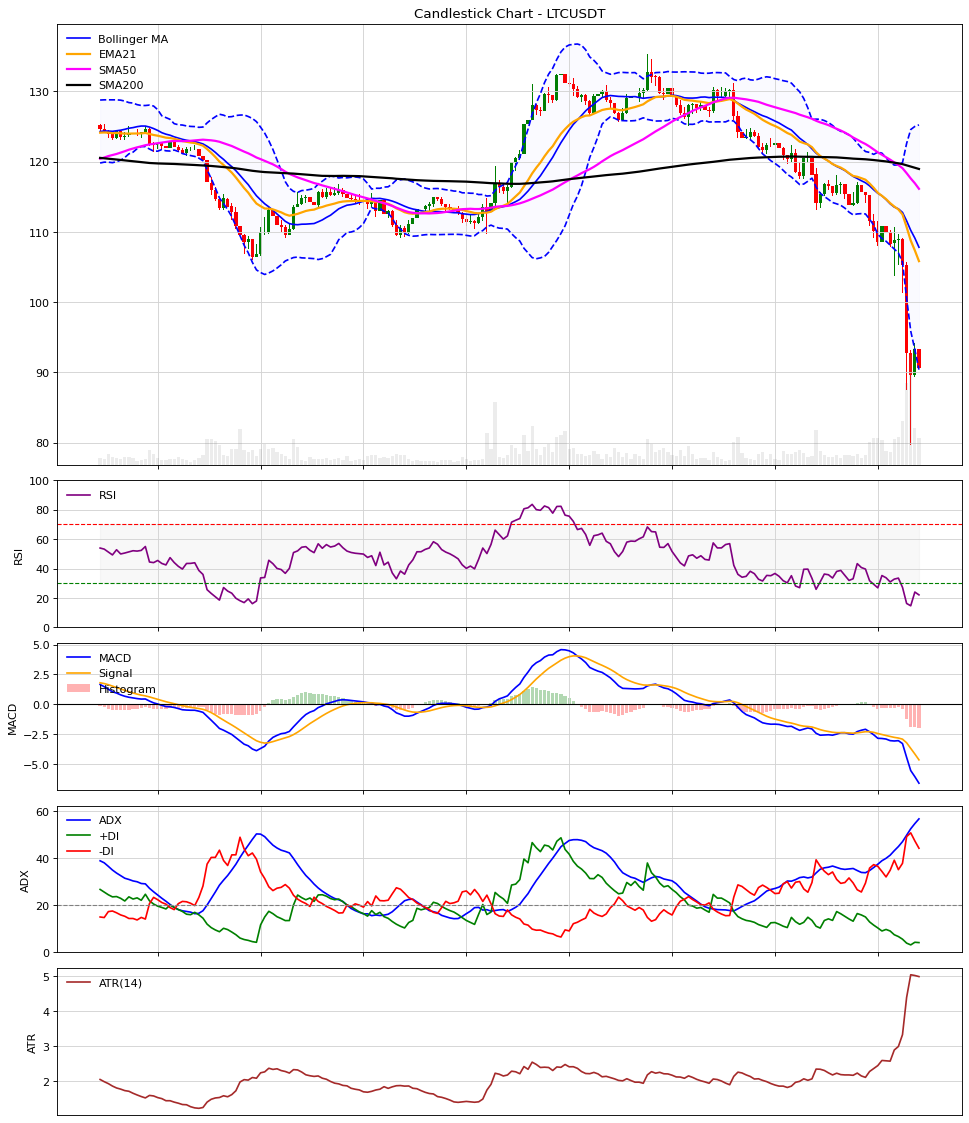 Candlestick Chart - LTCUSDT
Bollinger MA
EMA21
SMA50
SMA200
130
120
110
100
90
80
RSI
RSI
100
80
60
40
20
0
MACD
Signal
Histogram
MACD
5.0
2.5
0.0
−2.5
−5.0
ADX
+DI
-DI
ADX
60
40
20
0
ATR(14)
ATR
5
4
3
2